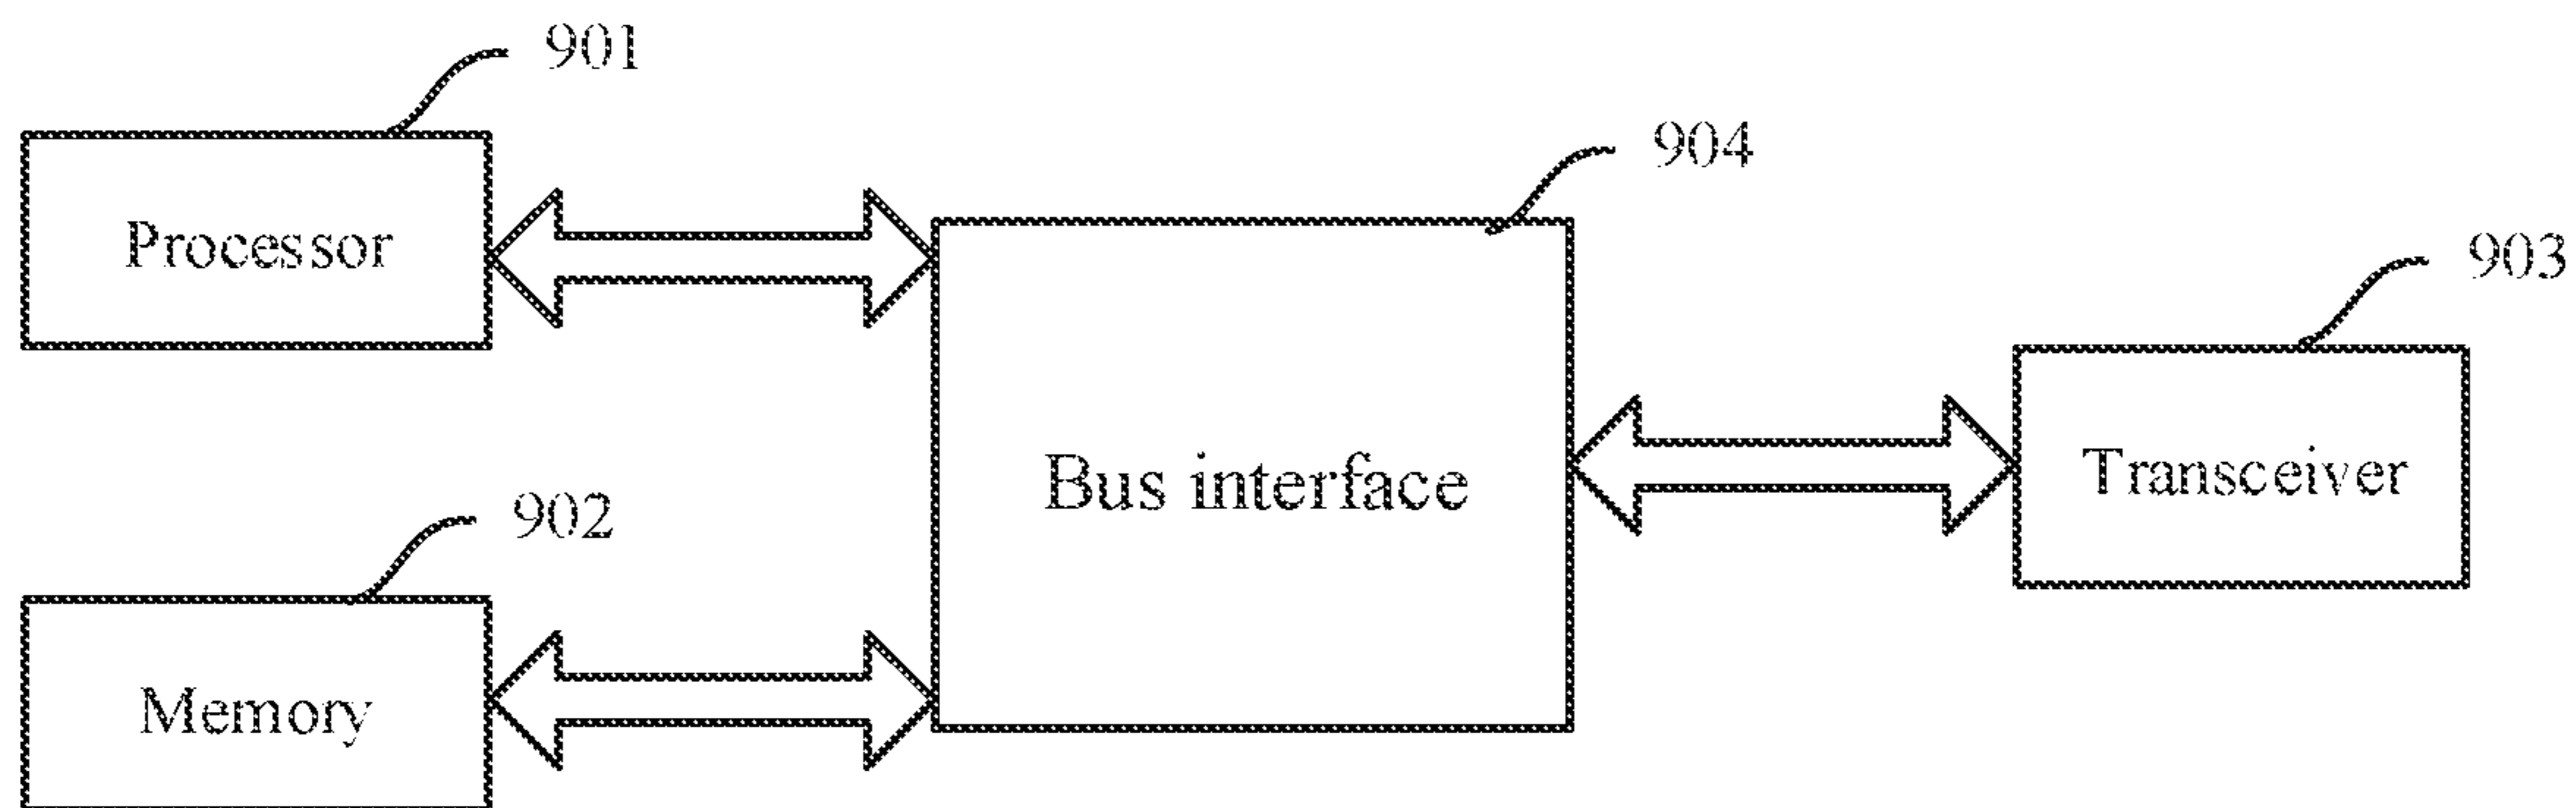 901
Processor
904
903
Bus interface
Transceiver
902
Memory